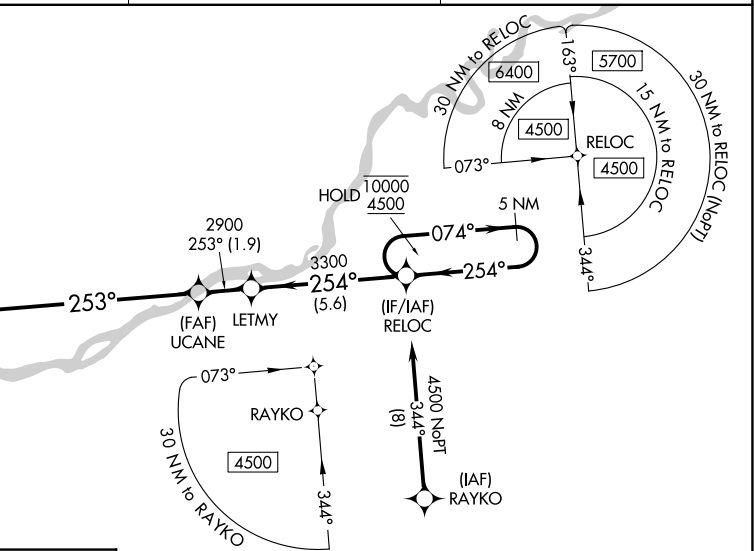 30 NM to RELOC
163°
6400
5700
8 NM
15 NM to RELOC
30 NM to RELOC (NoPT)
4500
RELOC
4500
073°
344°
HOLD 10000
4500
5 NM
074°
2900
253° (1.9)
3300
254°
(5.6)
254°
253°
(FAF)
UCANE
LETMY
(IF/IAF)
RELOC
073°
RAYKO
4500
344°
30 NM to RAYKO
4500 NoPT
344°
(8)
(IAF)
RAYKO